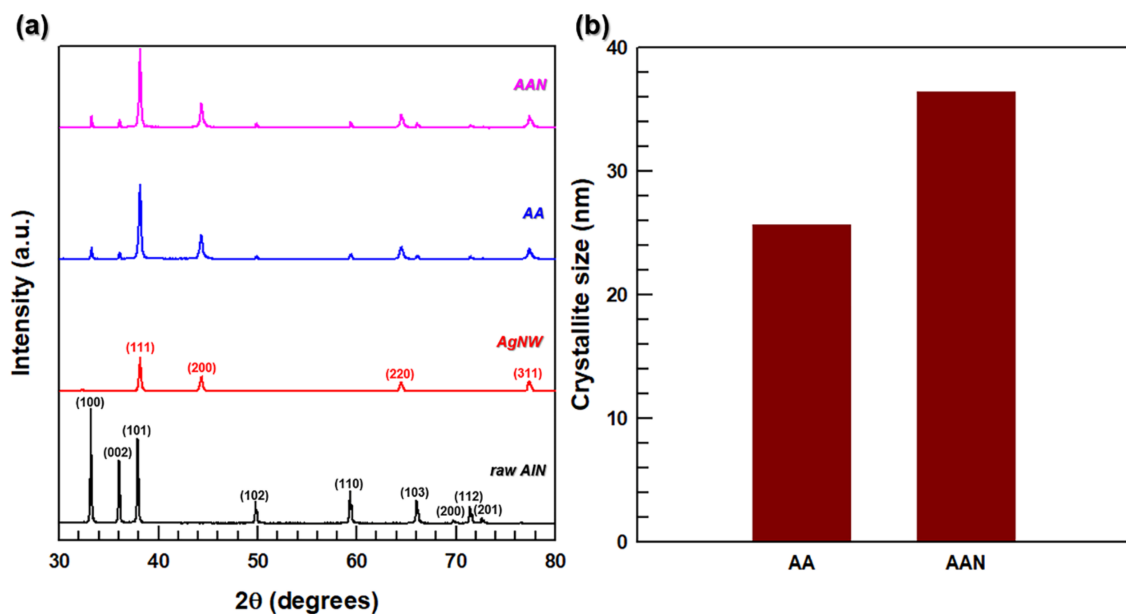 (a)
AAN
AA
AgNW
(111)
(200)
(220)
(311)
(100)
(002)
(101)
(102)
(110)
(103)
(200)
(112)
(201)
raw AlN
Intensity (a.u.)
30 40 50 60 70 80
2θ (degrees)
(b)
40
30
20
10
0
Crystallite size (nm)
AA AAN